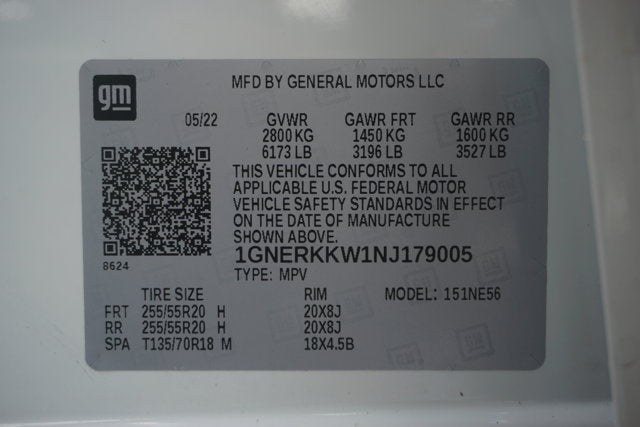 gm
MFD BY GENERAL MOTORS LLC
05/22 GVWR GAWR FRT GAWR RR
2800 KG 1450 KG 1600 KG
6173 LB 3196 LB 3527 LB
THIS VEHICLE CONFORMS TO ALL
APPLICABLE U.S. FEDERAL MOTOR
VEHICLE SAFETY STANDARDS IN EFFECT
ON THE DATE OF MANUFACTURE
SHOWN ABOVE.
1GNERKKW1NJ179005
8624
TYPE: MPV
TIRE SIZE RIM MODEL: 151NE56
FRT 255/55R20 H 20X8J
RR 255/55R20 H 20X8J
SPA T135/70R18 M 18X4.5B